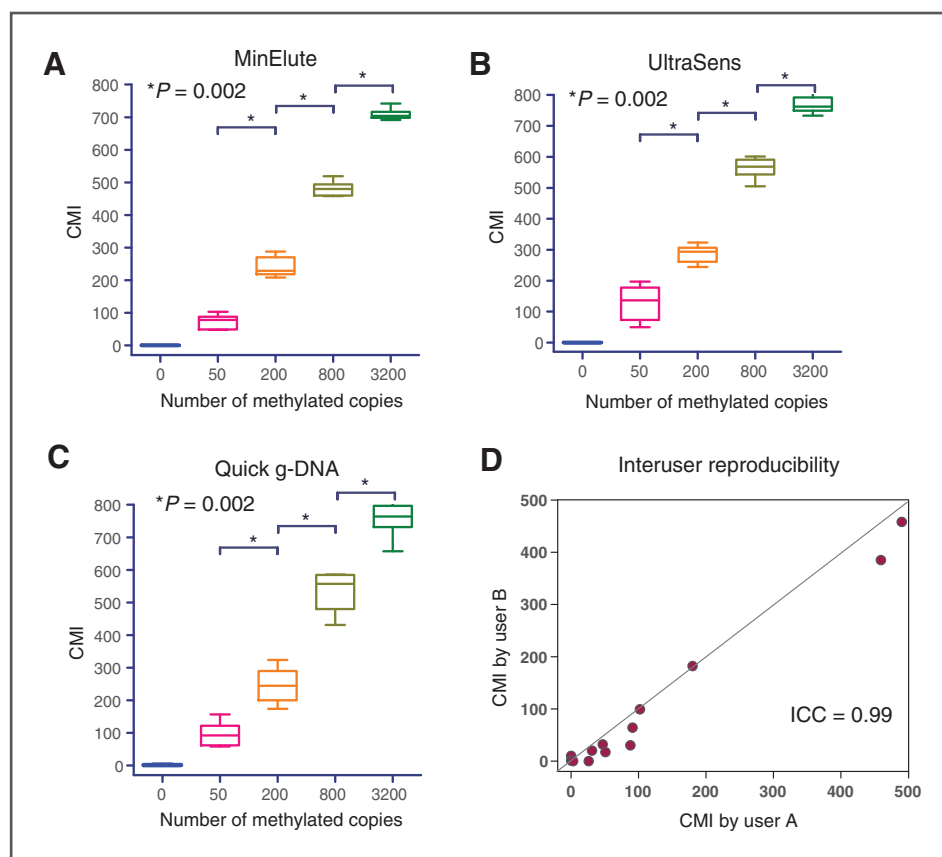 A
MinElute
*P = 0.002
* * *
800
700
600
500
400
300
200
100
0
CMI
0 50 200 800 3200
Number of methylated copies
B
UltraSens
*P = 0.002
* * *
800
700
600
500
400
300
200
100
0
CMI
0 50 200 800 3200
Number of methylated copies
C
Quick g-DNA
*P = 0.002
* * *
800
700
600
500
400
300
200
100
0
CMI
0 50 200 800 3200
Number of methylated copies
D
Interuser reproducibility
500
400
300
200
100
0
CMI by user B
ICC = 0.99
0 100 200 300 400 500
CMI by user A